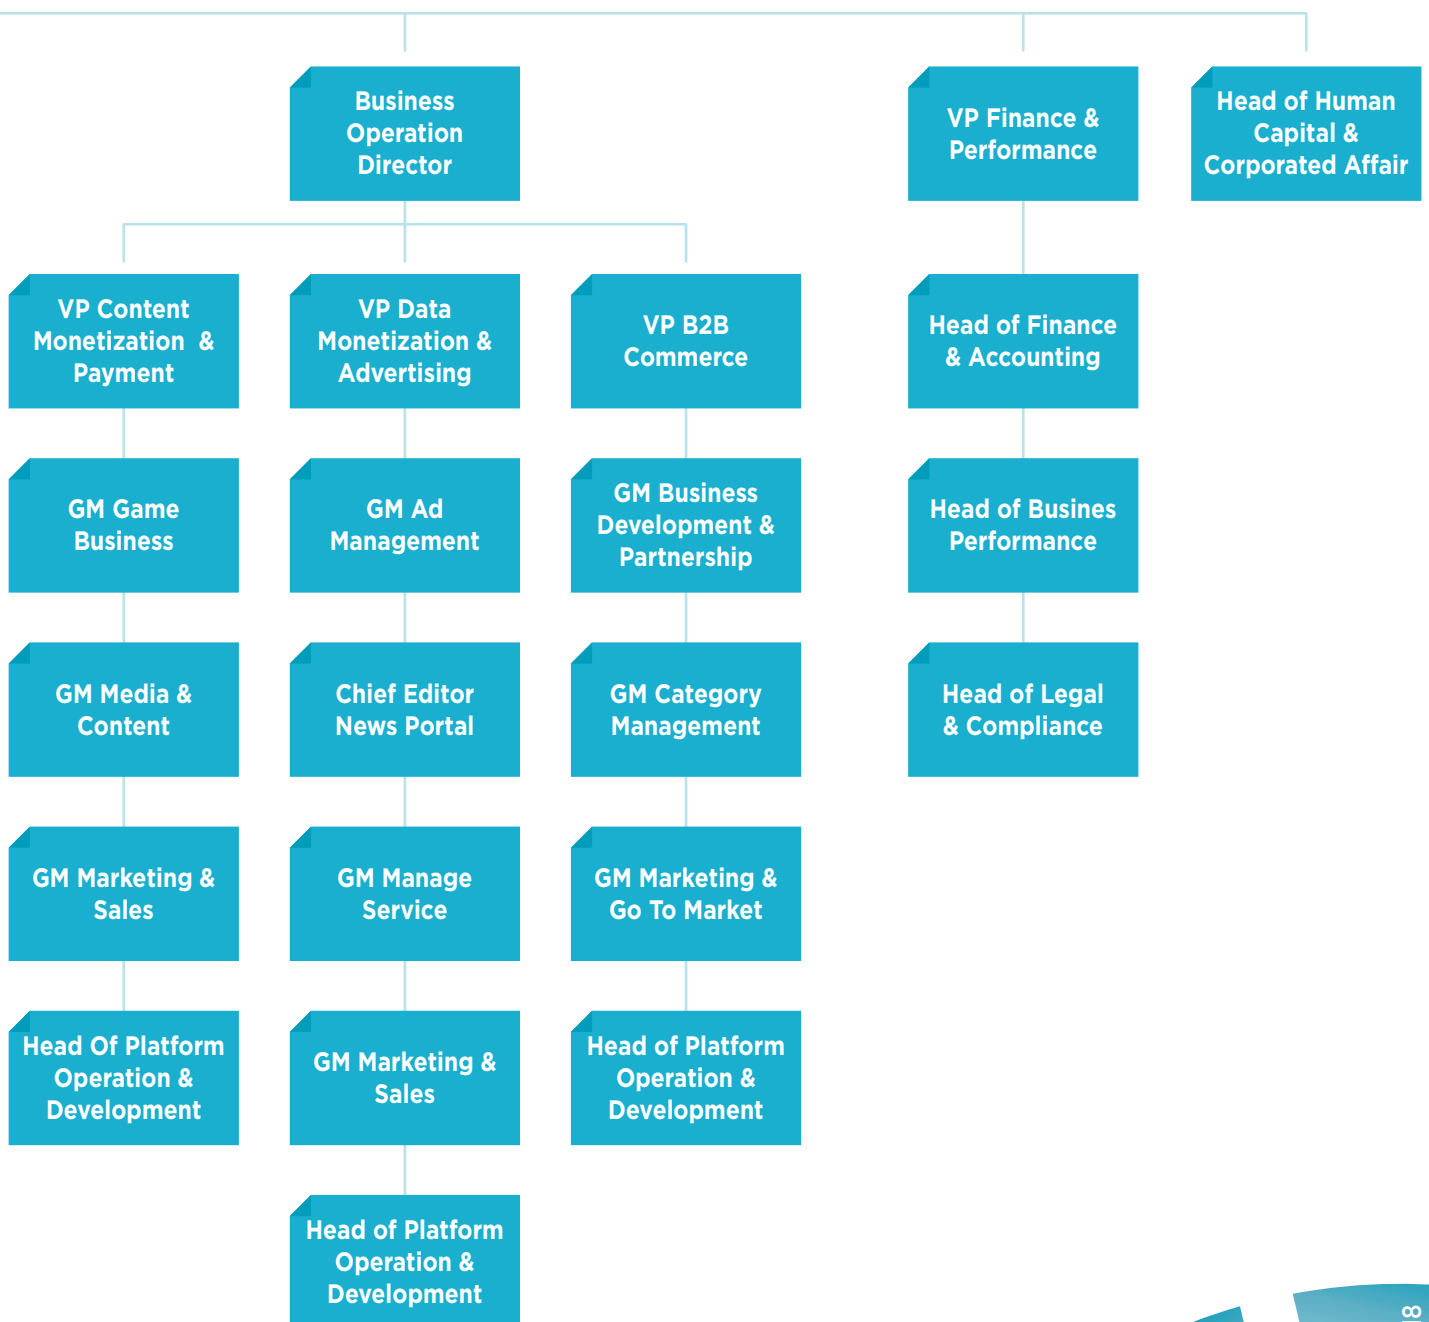 Business
Operation
Director
VP Finance &
Performance
Head of Human
Capital &
Corporated Affair
VP Content
Monetization &
Payment
VP Data
Monetization &
Advertising
VP B2B
Commerce
Head of Finance
& Accounting
GM Game
Business
GM Ad
Management
GM Business
Development &
Partnership
Head of Busines
Performance
GM Media &
Content
Chief Editor
News Portal
GM Category
Management
Head of Legal
& Compliance
GM Marketing &
Sales
GM Manage
Service
GM Marketing &
Go To Market
Head Of Platform
Operation &
Development
GM Marketing &
Sales
Head of Platform
Operation &
Development
Head of Platform
Operation &
Development